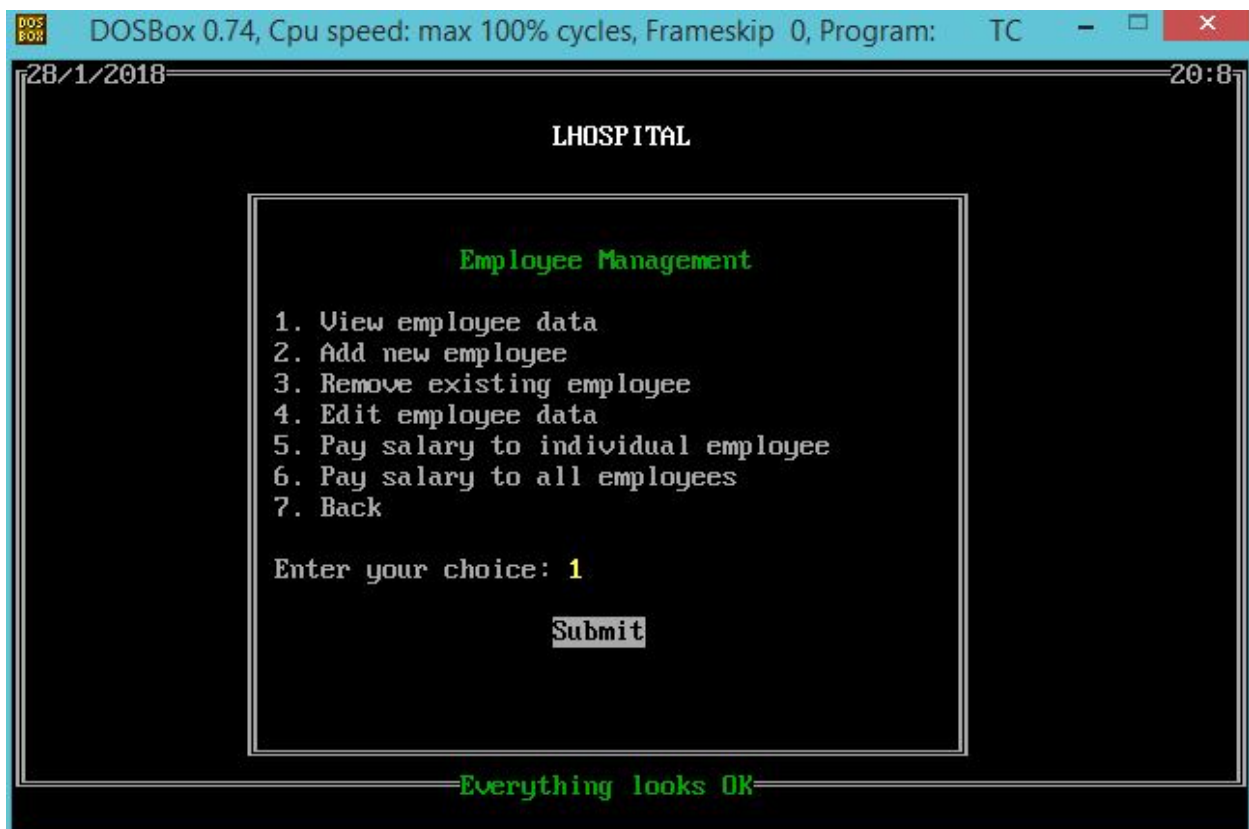 DOS BOX
DOSBox 0.74, Cpu speed: max 100% cycles, Frameskip 0, Program: TC
28/1/2018 20:8
LHOSPITAL
Employee Management
1. View employee data
2. Add new employee
3. Remove existing employee
4. Edit employee data
5. Pay salary to individual employee
6. Pay salary to all employees
7. Back
Enter your choice: 1
Submit
Everything looks OK